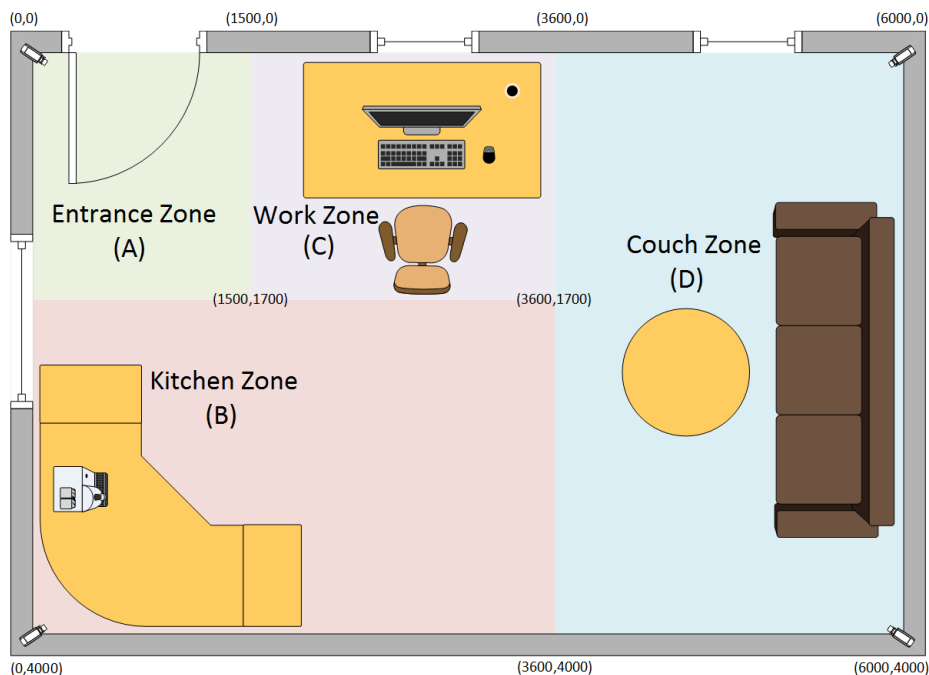 (0,0)
(1500,0)
(3600,0)
(6000,0)
Entrance Zone
(A)
Work Zone
(C)
Couch Zone
(D)
(1500,1700)
(3600,1700)
Kitchen Zone
(B)
(0,4000)
(3600,4000)
(6000,4000)